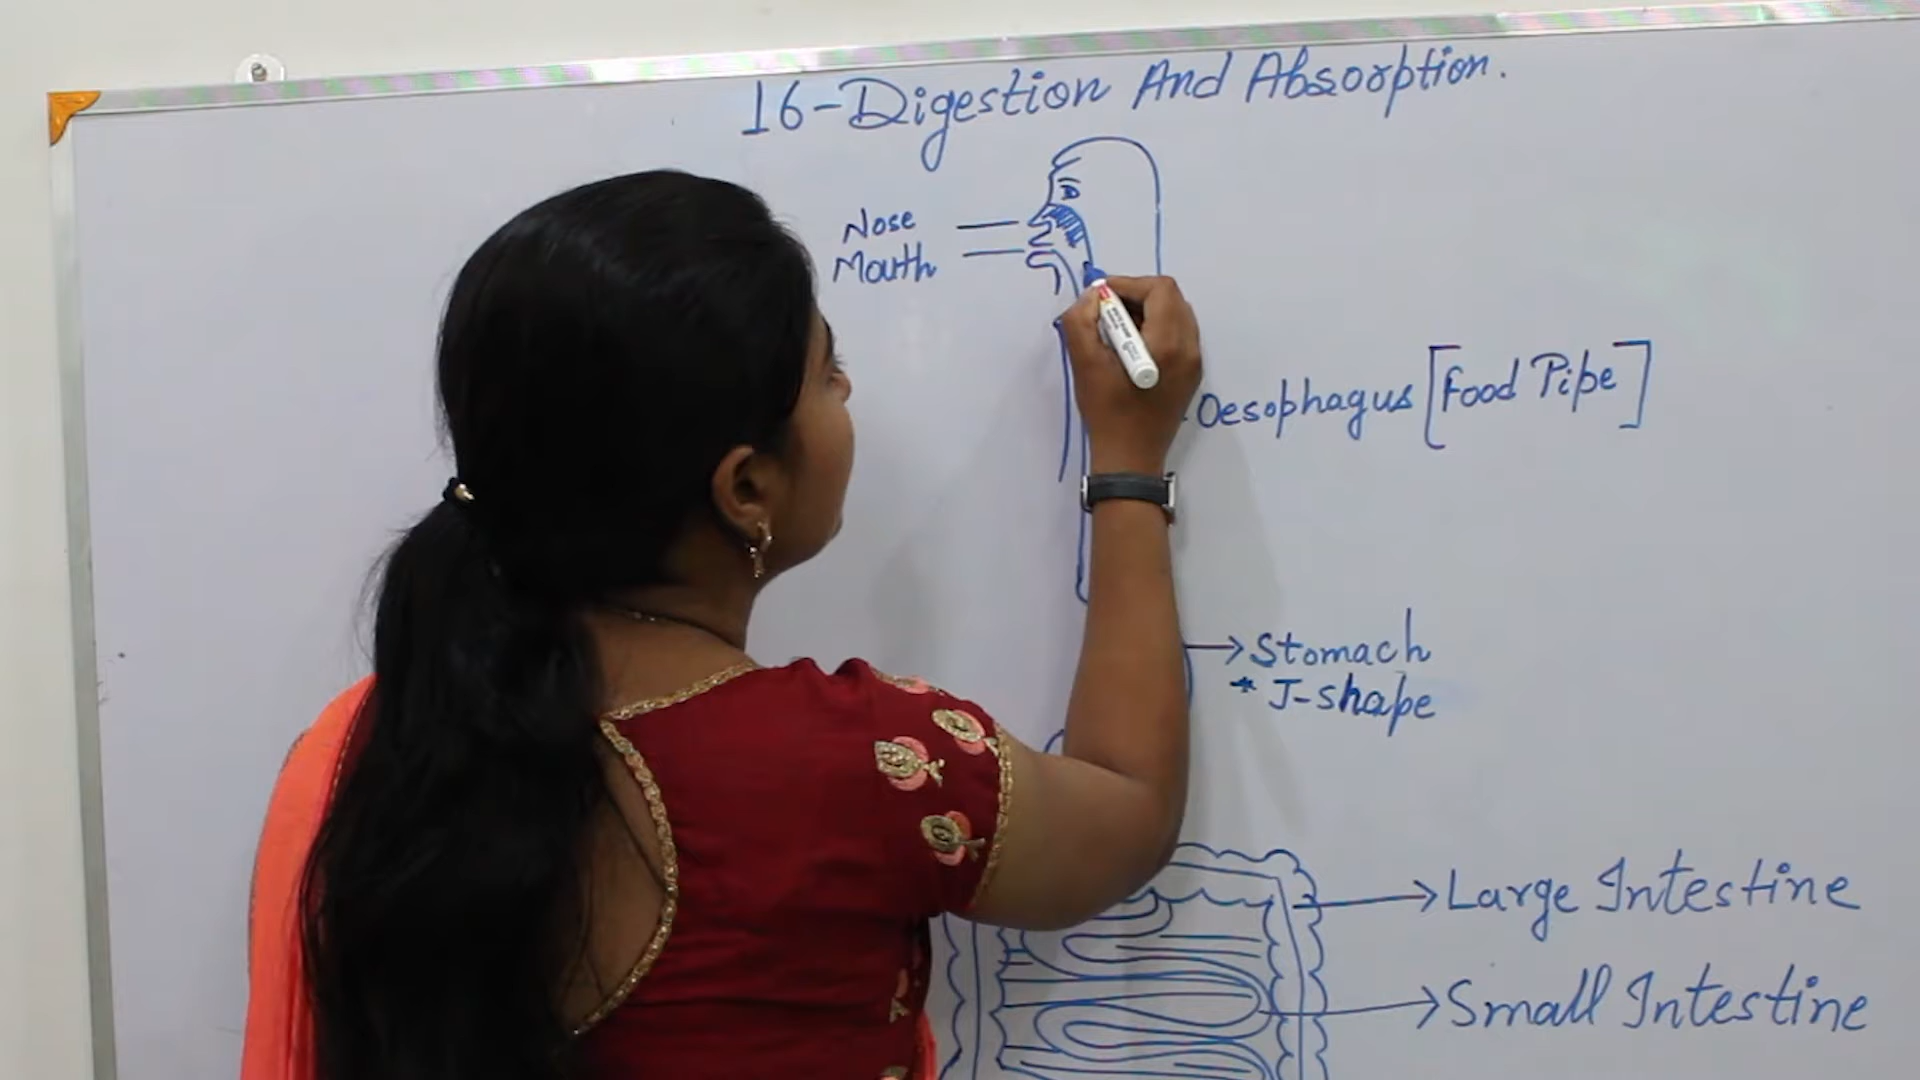 16-Digestion And Absorption.
Nose
Mouth
Oesophagus [Food Pipe]
Stomach
* J-shape
Large Intestine
Small Intestine